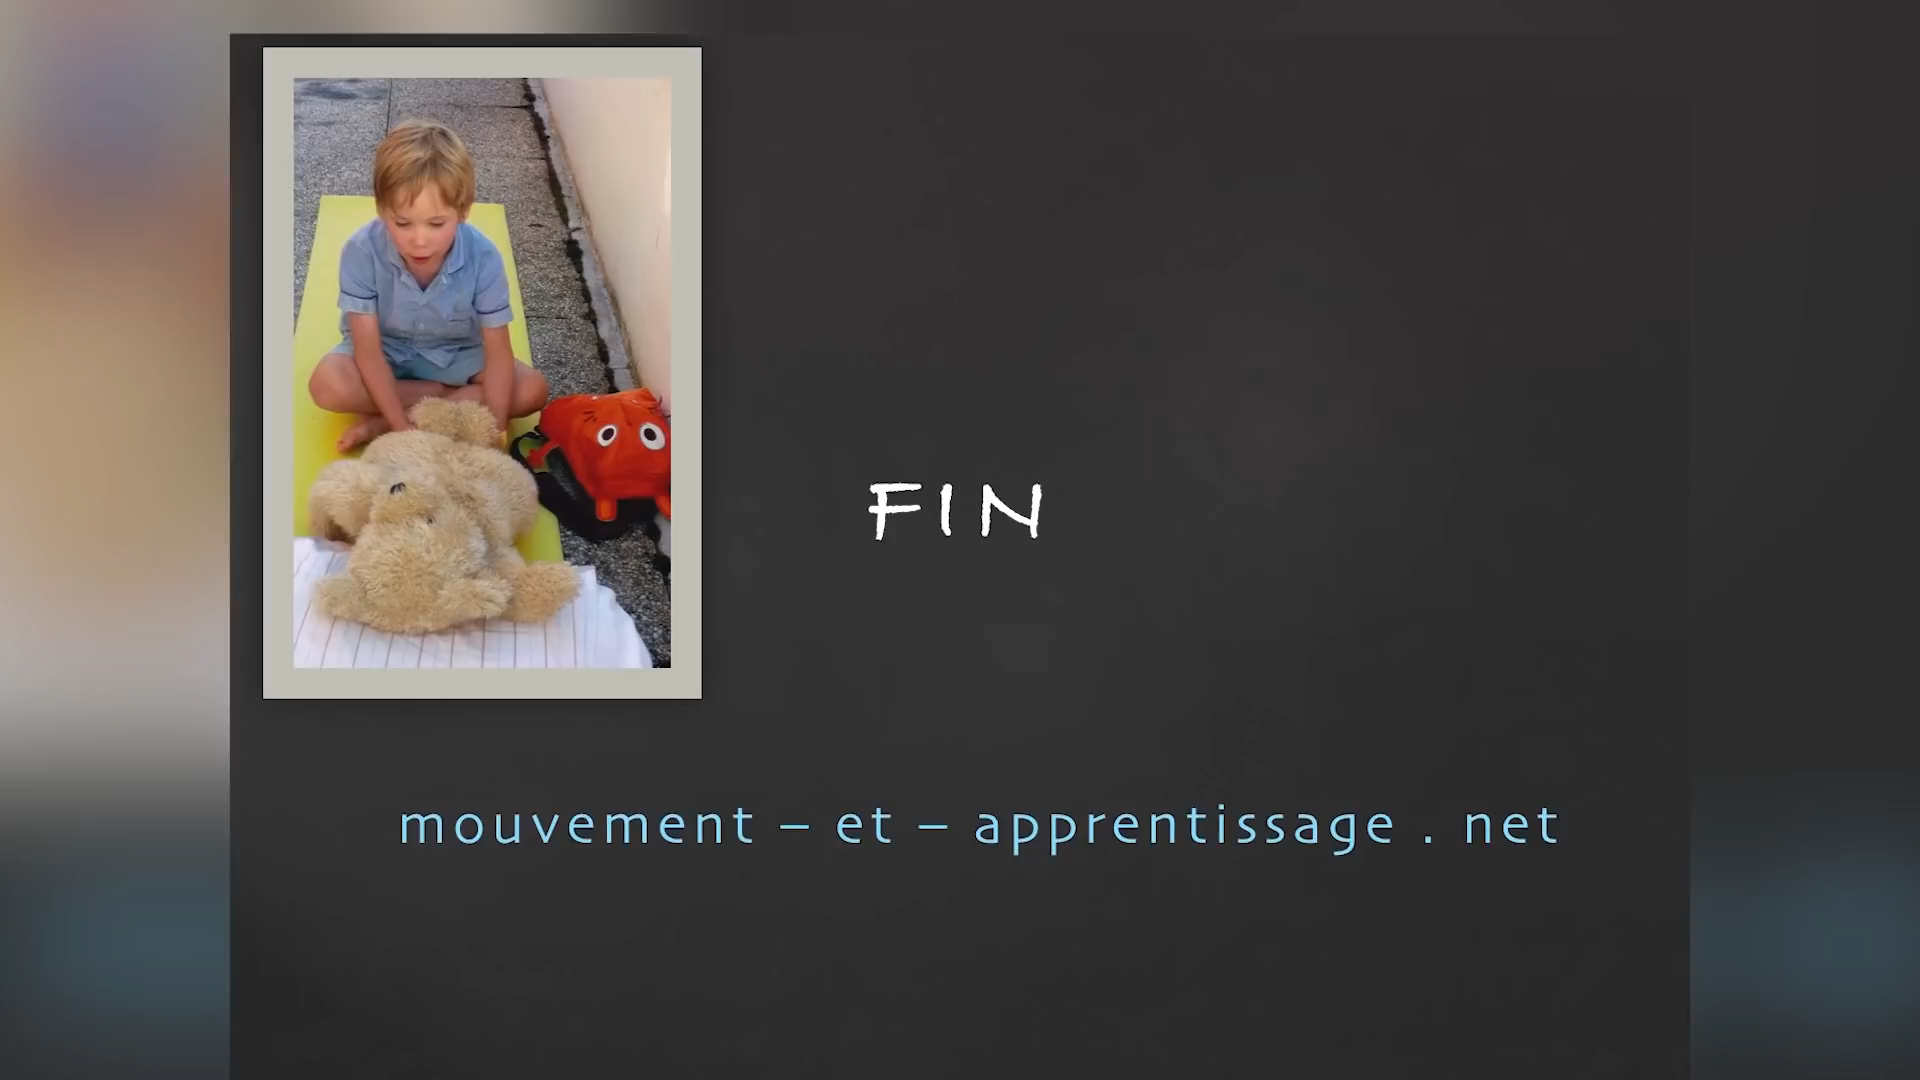 FIN
mouvement – et – apprentissage . net